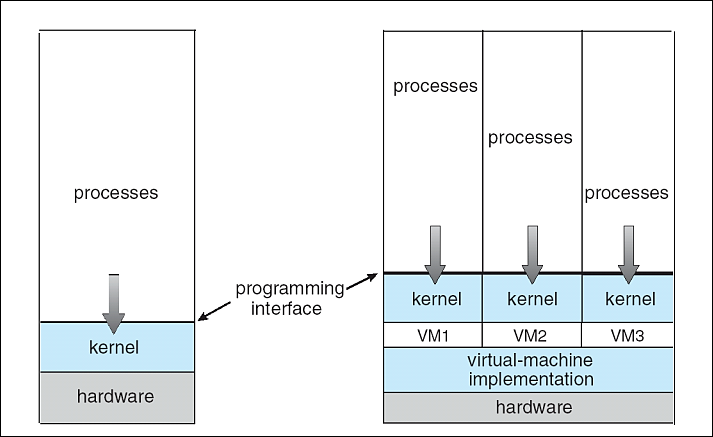 processes
kernel
hardware
programming
interface
processes
processes
processes
kernel
kernel
kernel
VM1
VM2
VM3
virtual-machine
implementation
hardware